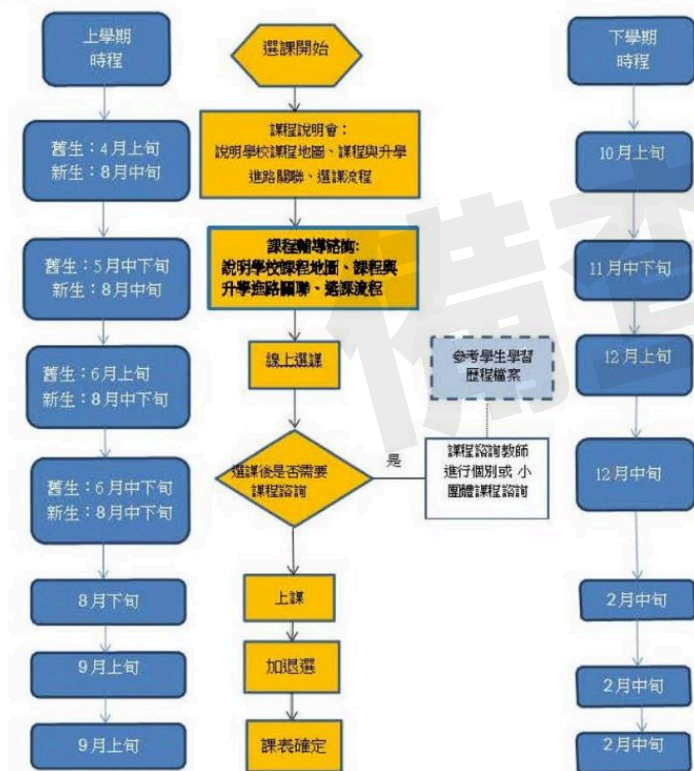 上學期
時程
舊生：4月上旬
新生：8月中旬
舊生：5月中下旬
新生：8月中旬
舊生：6月上旬
新生：8月中下旬
舊生：6月中下旬
新生：8月中下旬
8月下旬
9月上旬
9月上旬
選課開始
課程說明會：
說明學校課程地圖、課程與升學
進路關聯、選課流程
課程輔導諮詢:
說明學校課程地圖、課程與
升學進路關聯、選課流程
線上選課
選課後是否需要
課程諮詢
是
參考學生學習
歷程檔案
課程諮詢教師
進行個別或 小
團體課程諮詢
上課
加退選
課表確定
下學期
時程
10月上旬
11月中下旬
12月上旬
12月中旬
2月中旬
2月中旬
2月中旬
備查